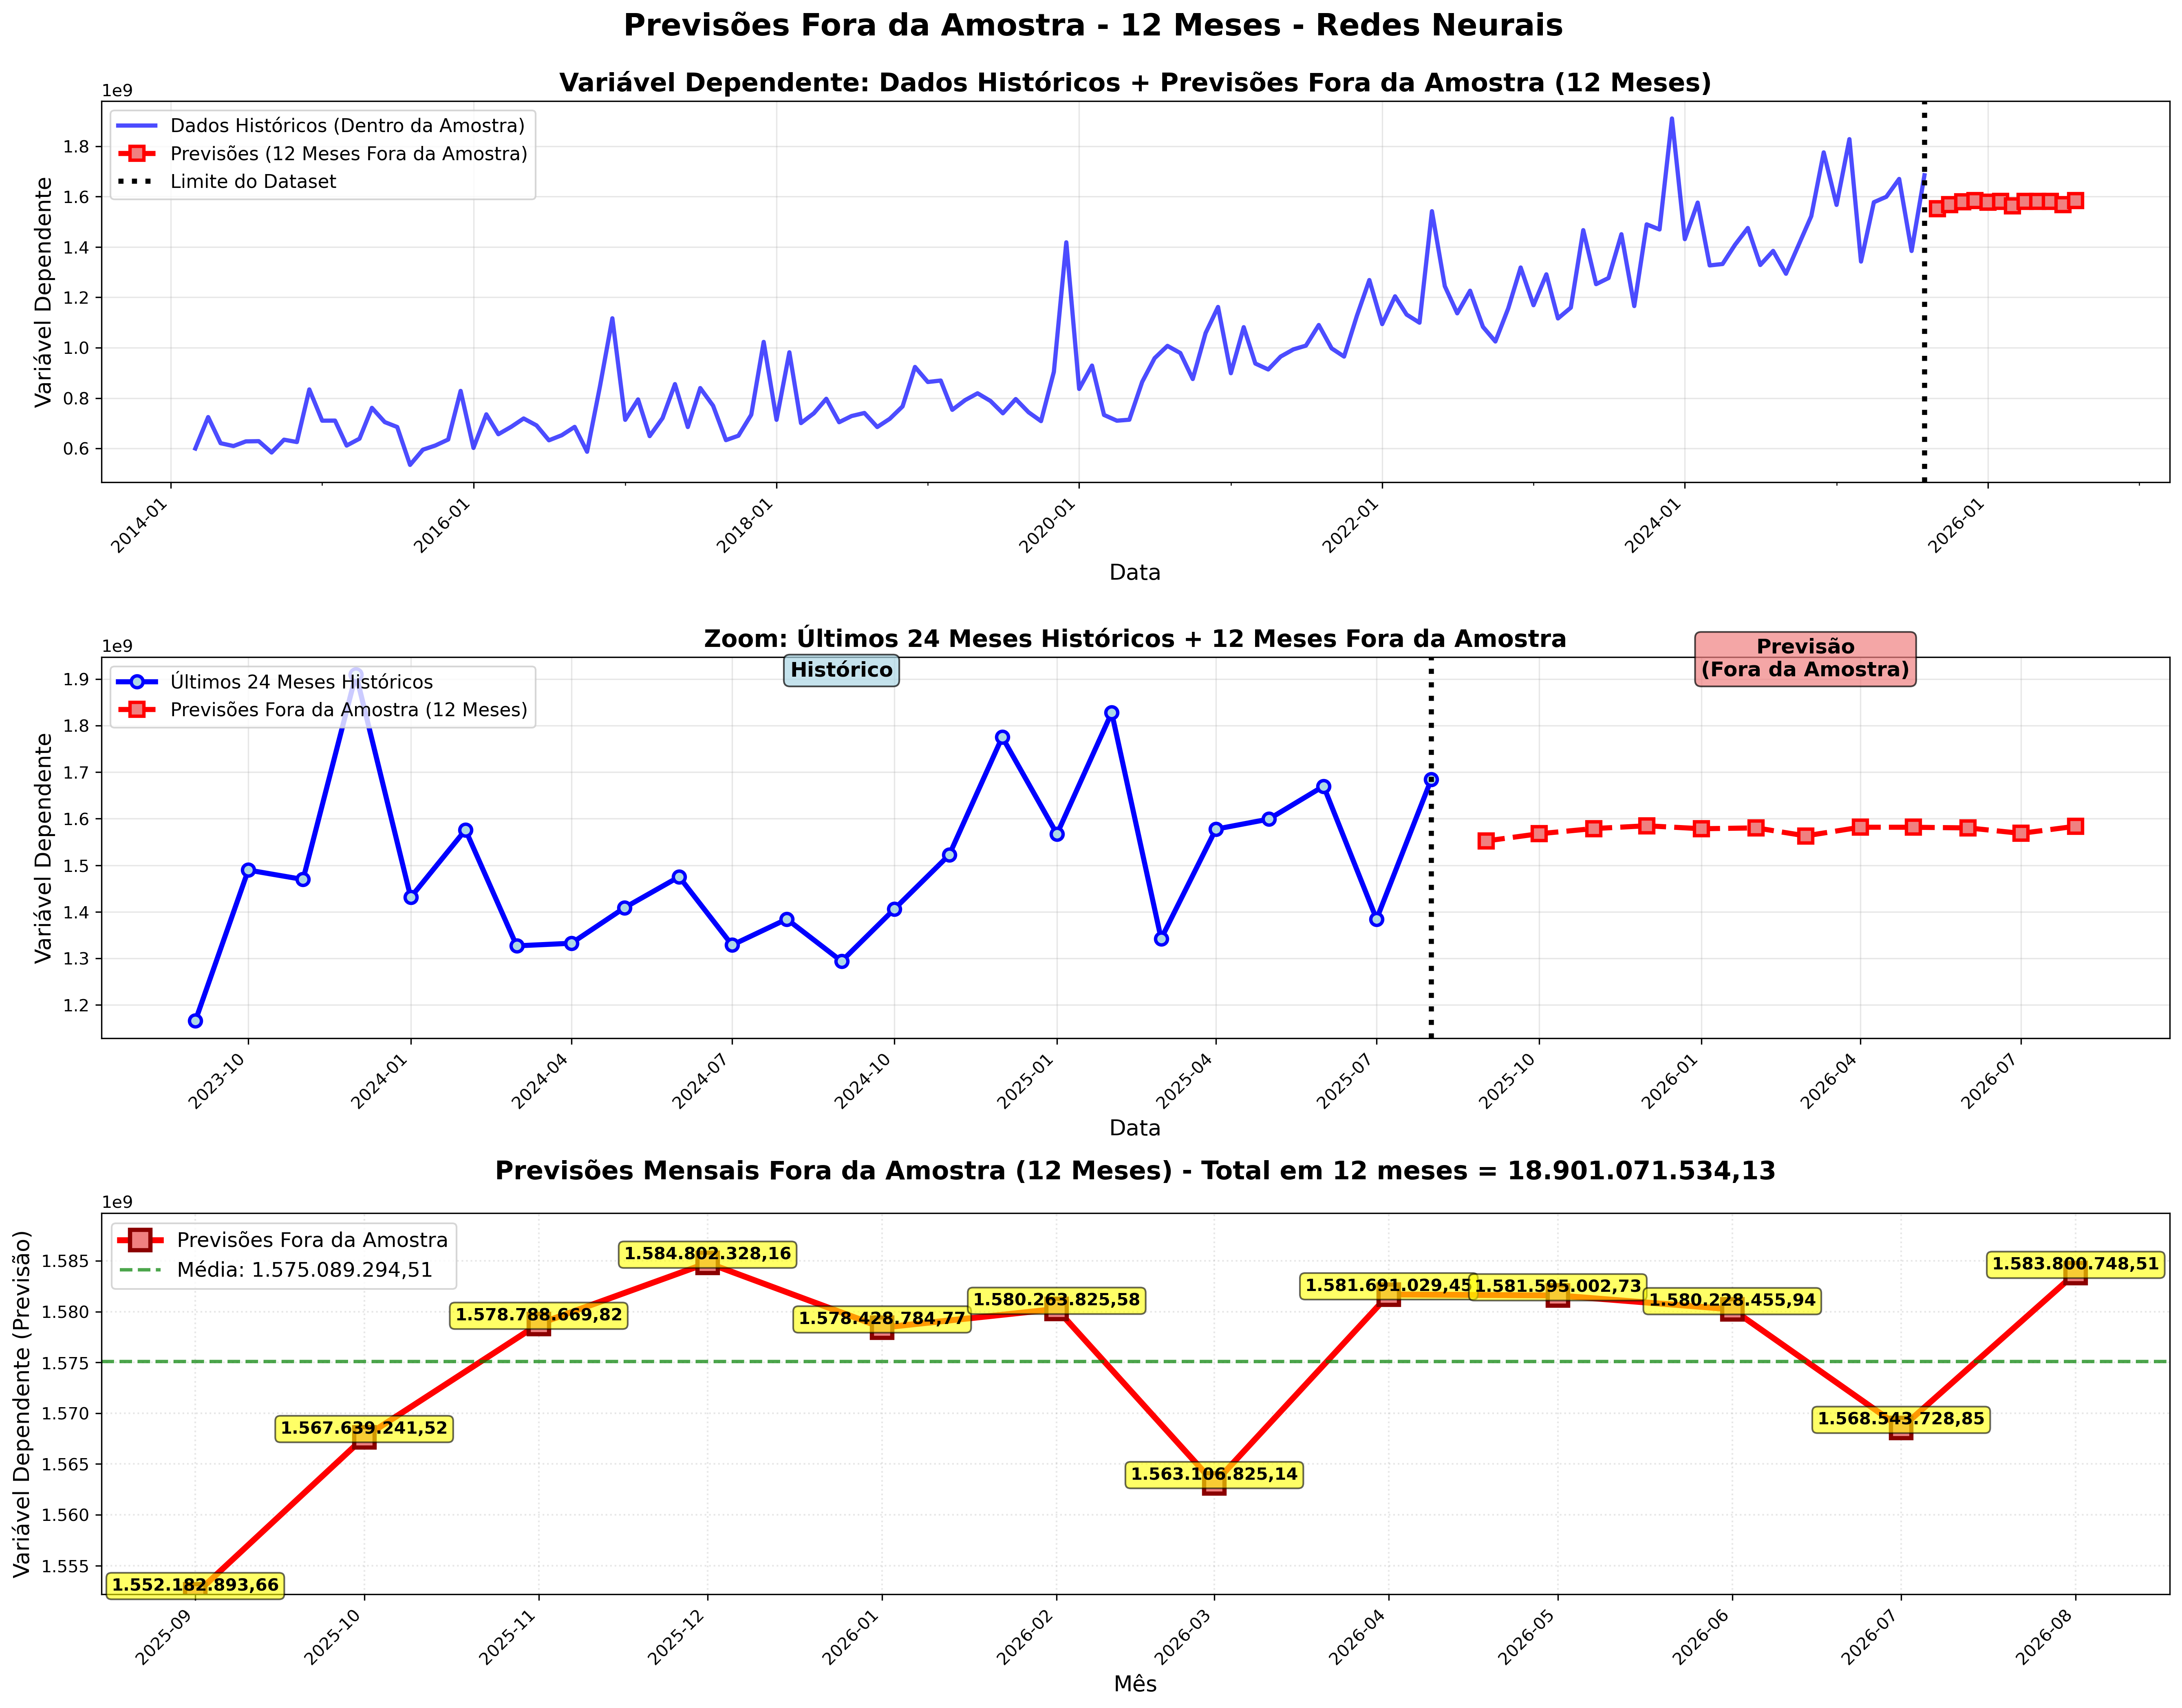 Previsões Fora da Amostra - 12 Meses - Redes Neurais
Variável Dependente: Dados Históricos + Previsões Fora da Amostra (12 Meses)
1e9
Dados Históricos (Dentro da Amostra)
Previsões (12 Meses Fora da Amostra)
Limite do Dataset
Variável Dependente
1.8
1.6
1.4
1.2
1.0
0.8
0.6
2014-01
2016-01
2018-01
2020-01
2022-01
2024-01
2026-01
Data
Zoom: Últimos 24 Meses Históricos + 12 Meses Fora da Amostra
1e9
Últimos 24 Meses Históricos
Previsões Fora da Amostra (12 Meses)
Histórico
Previsão
(Fora da Amostra)
Variável Dependente
1.9
1.8
1.7
1.6
1.5
1.4
1.3
1.2
2023-10
2024-01
2024-04
2024-07
2024-10
2025-01
2025-04
2025-07
2025-10
2026-01
2026-04
2026-07
Data
Previsões Mensais Fora da Amostra (12 Meses) - Total em 12 meses = 18.901.071.534,13
1e9
Previsões Fora da Amostra
Média: 1.575.089.294,51
Variável Dependente (Previsão)
1.585
1.580
1.575
1.570
1.565
1.560
1.555
1.552.182.893,66
1.567.639.241,52
1.578.788.669,82
1.584.802.328,16
1.578.428.784,77
1.580.263.825,58
1.563.106.825,14
1.581.691.029,45
1.581.595.002,73
1.580.228.455,94
1.568.543.728,85
1.583.800.748,51
2025-09
2025-10
2025-11
2025-12
2026-01
2026-02
2026-03
2026-04
2026-05
2026-06
2026-07
2026-08
Mês